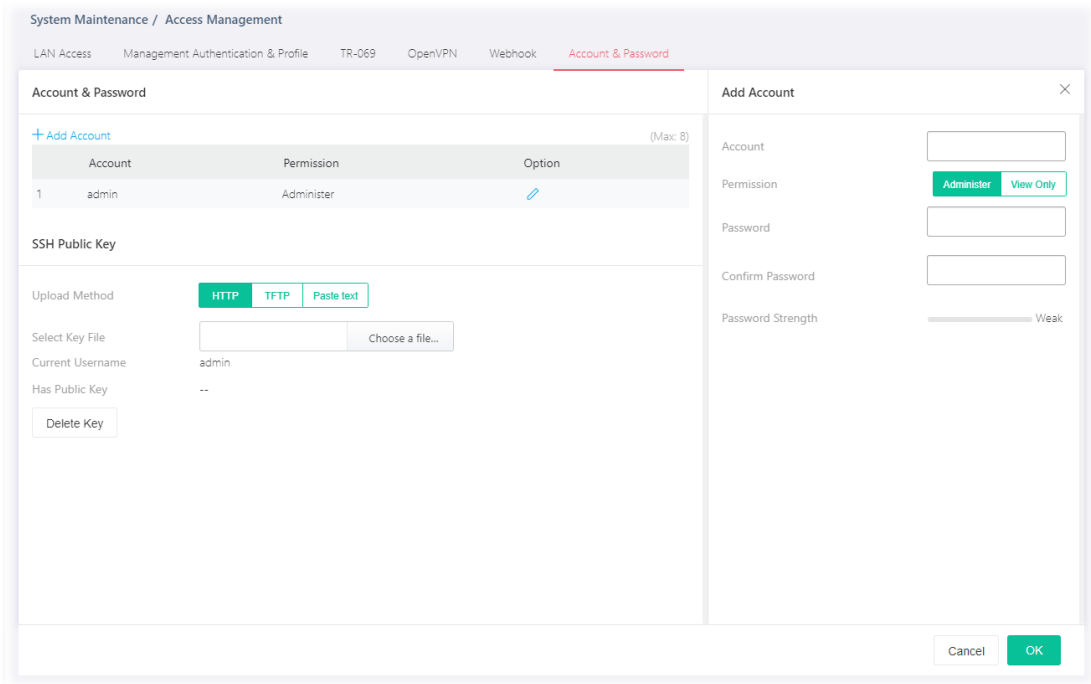 System Maintenance / Access Management
LAN Access Management Authentication & Profile TR-069 OpenVPN Webhook Account & Password
Account & Password
+ Add Account (Max: 8)
Account Permission Option
1 admin Administer
SSH Public Key
Upload Method HTTP TFTP Paste text
Select Key File Choose a file...
Current Username admin
Has Public Key --
Delete Key
Add Account
Account
Permission Administer View Only
Password
Confirm Password
Password Strength Weak
Cancel OK